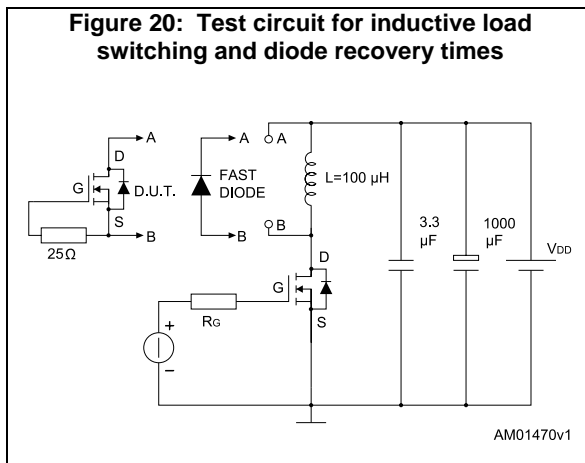 Figure 20: Test circuit for inductive load
switching and diode recovery times
A
D
G
D.U.T.
S
B
25Ω
A
FAST
DIODE
B
A
L=100 µH
B
D
G
S
RG
+
-
3.3
µF
1000
µF
VDD
AM01470v1